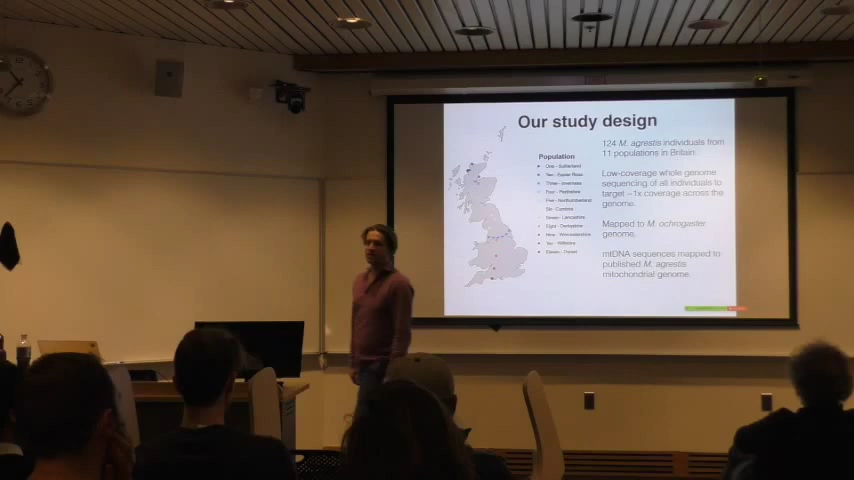 Our study design
124 M. agrestis individuals from
11 populations in Britain.
Population
One - Sutherland
Two - Easter Ross
Three - Inverness
Four - Perthshire
Five - Northumberland
Six - Cumbria
Seven - Lancashire
Eight - Derbyshire
Nine - Worcestershire
Ten - Wiltshire
Eleven - Dorset
Low-coverage whole genome
sequencing of all individuals to
target ~1x coverage across the
genome.
Mapped to M. ochrogaster
genome.
mtDNA sequences mapped to
published M. agrestis
mitochondrial genome.